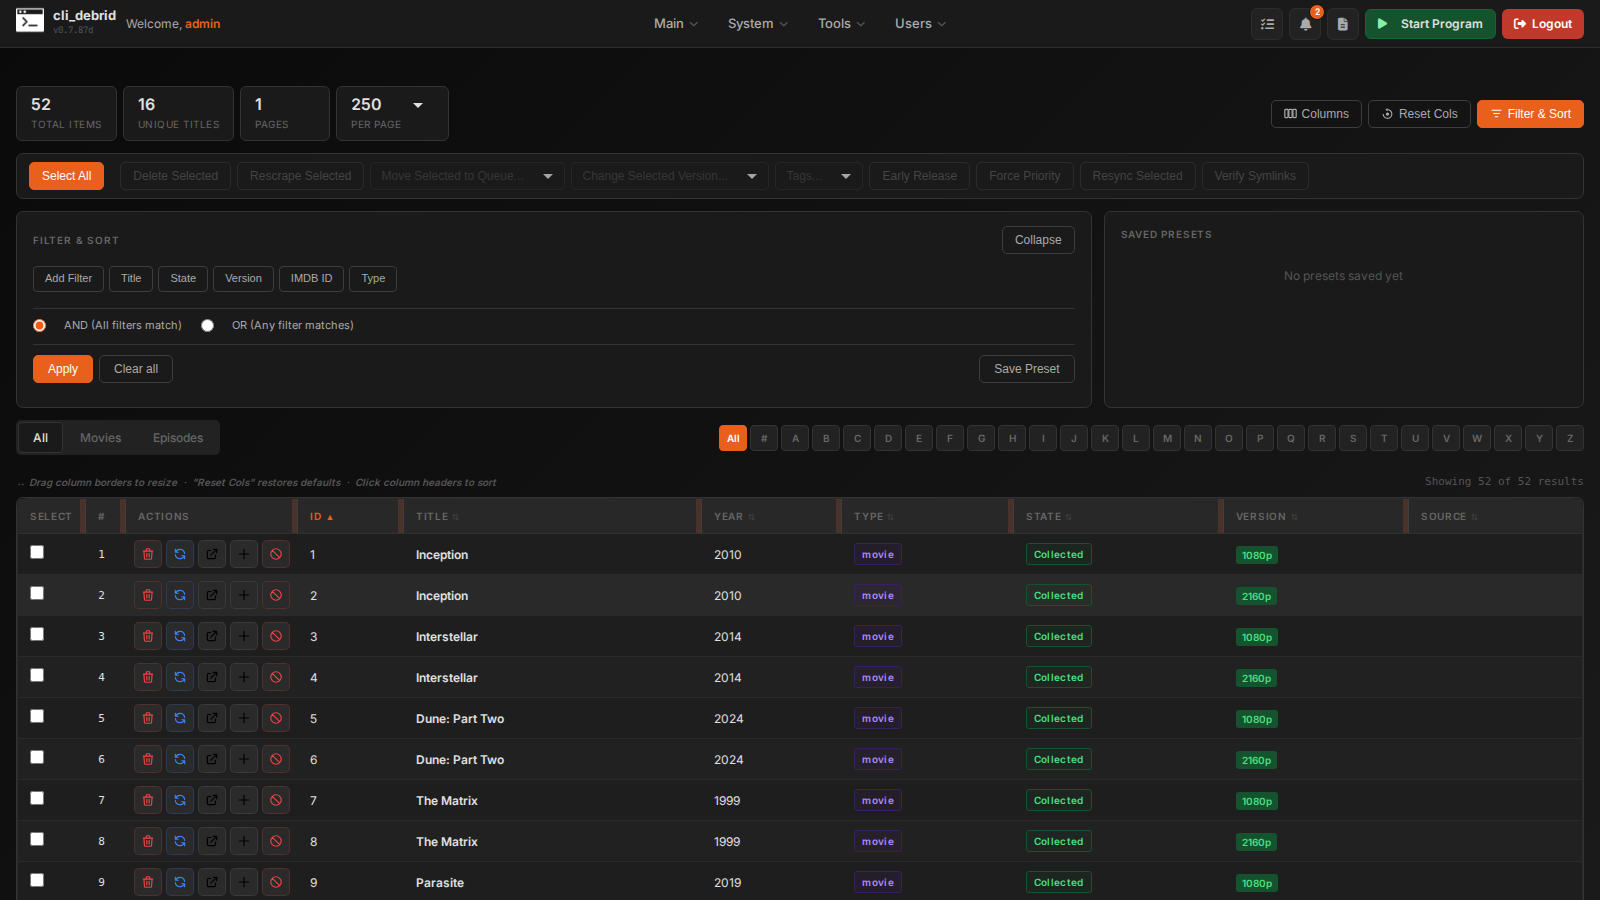 cli_debrid
v0.7.87d
Welcome, admin
Main
System
Tools
Users
2
Start Program
Logout
52
TOTAL ITEMS
16
UNIQUE TITLES
1
PAGES
250
PER PAGE
Columns
Reset Cols
Filter & Sort
Select All
Delete Selected
Rescrape Selected
Move Selected to Queue...
Change Selected Version...
Tags...
Early Release
Force Priority
Resync Selected
Verify Symlinks
FILTER & SORT
Collapse
Add Filter
Title
State
Version
IMDB ID
Type
AND (All filters match)
OR (Any filter matches)
Apply
Clear all
Save Preset
SAVED PRESETS
No presets saved yet
All
Movies
Episodes
All # A B C D E F G H I J K L M N O P Q R S T U V W X Y Z
Drag column borders to resize · "Reset Cols" restores defaults · Click column headers to sort
Showing 52 of 52 results
SELECT # ACTIONS ID ▲ TITLE YEAR TYPE STATE VERSION SOURCE
1 1 Inception 2010 movie Collected 1080p
2 2 Inception 2010 movie Collected 2160p
3 3 Interstellar 2014 movie Collected 1080p
4 4 Interstellar 2014 movie Collected 2160p
5 5 Dune: Part Two 2024 movie Collected 1080p
6 6 Dune: Part Two 2024 movie Collected 2160p
7 7 The Matrix 1999 movie Collected 1080p
8 8 The Matrix 1999 movie Collected 2160p
9 9 Parasite 2019 movie Collected 1080p